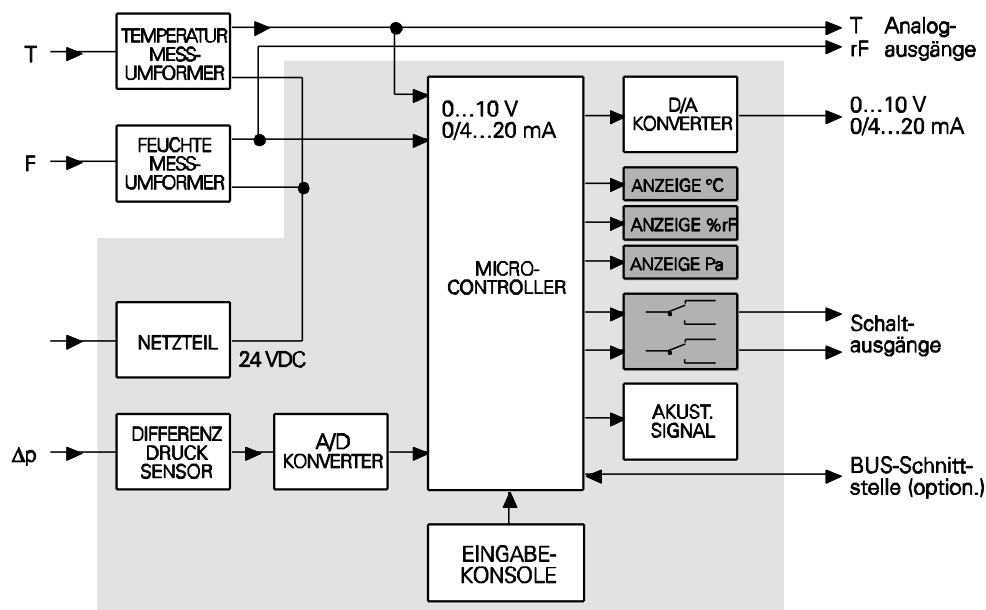 T
TEMPERATUR
MESS-
UMFORMER
T Analog-
rF ausgänge
F
FEUCHTE
MESS-
UMFORMER
0...10 V
0/4...20 mA
D/A
KONVERTER
0...10 V
0/4...20 mA
ANZEIGE °C
ANZEIGE %rF
ANZEIGE Pa
MICRO-
CONTROLLER
NETZTEIL
24 VDC
Schalt-
ausgänge
Δp
DIFFERENZ
DRUCK
SENSOR
A/D
KONVERTER
AKUST.
SIGNAL
BUS-Schnitt-
stelle (option.)
EINGABE-
KONSOLE